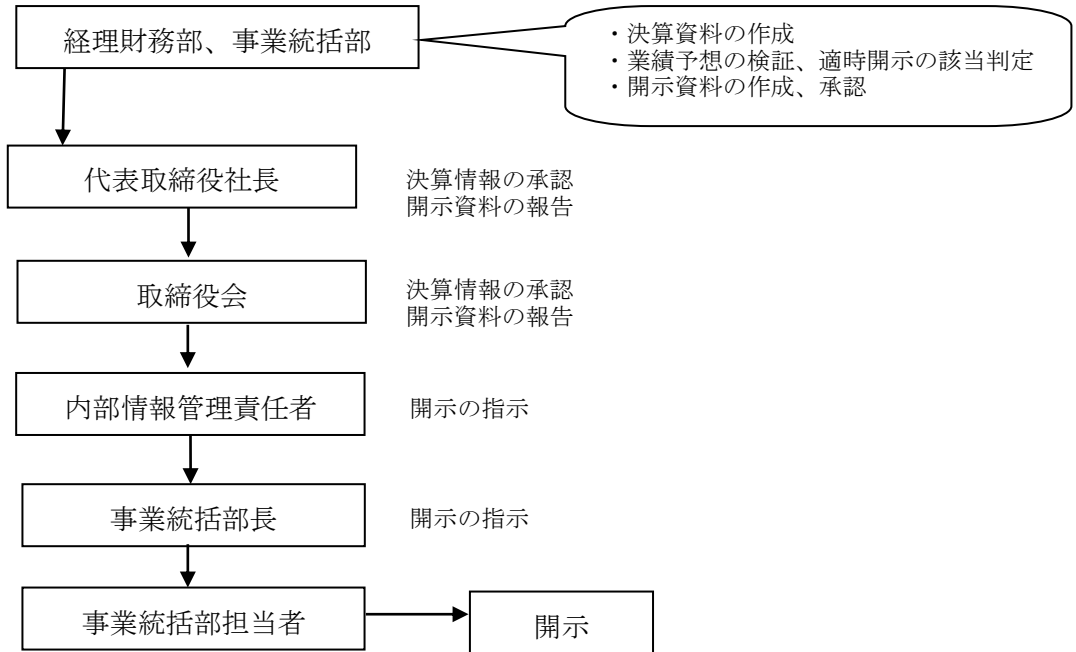 経理財務部、事業統括部
・決算資料の作成
・業績予想の検証、適時開示の該当判定
・開示資料の作成、承認
代表取締役社長
決算情報の承認
開示資料の報告
取締役会
決算情報の承認
開示資料の報告
内部情報管理責任者
開示の指示
事業統括部長
開示の指示
事業統括部担当者
開示